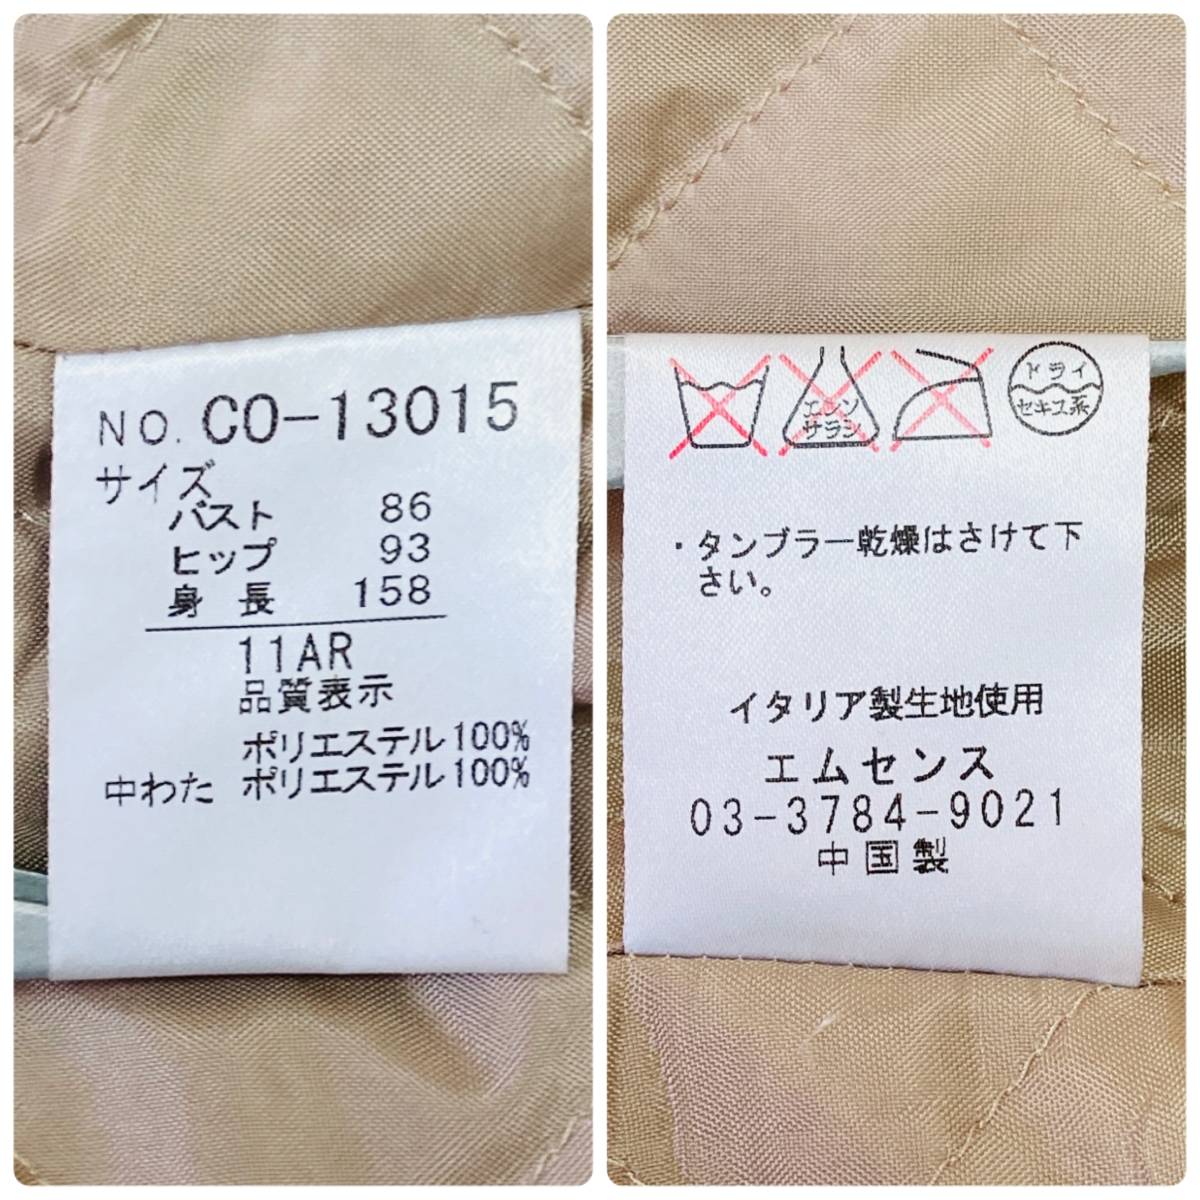 NO. CO-13015
サイズ
バスト 86
ヒップ 93
身長 158
11AR
品質表示
ポリエステル100%
中わた ポリエステル100%
エンソ
サラシ
ドライ
セキユ系
・タンブラー乾燥はさけて下
さい。
イタリア製生地使用
エムセンス
03-3784-9021
中国製